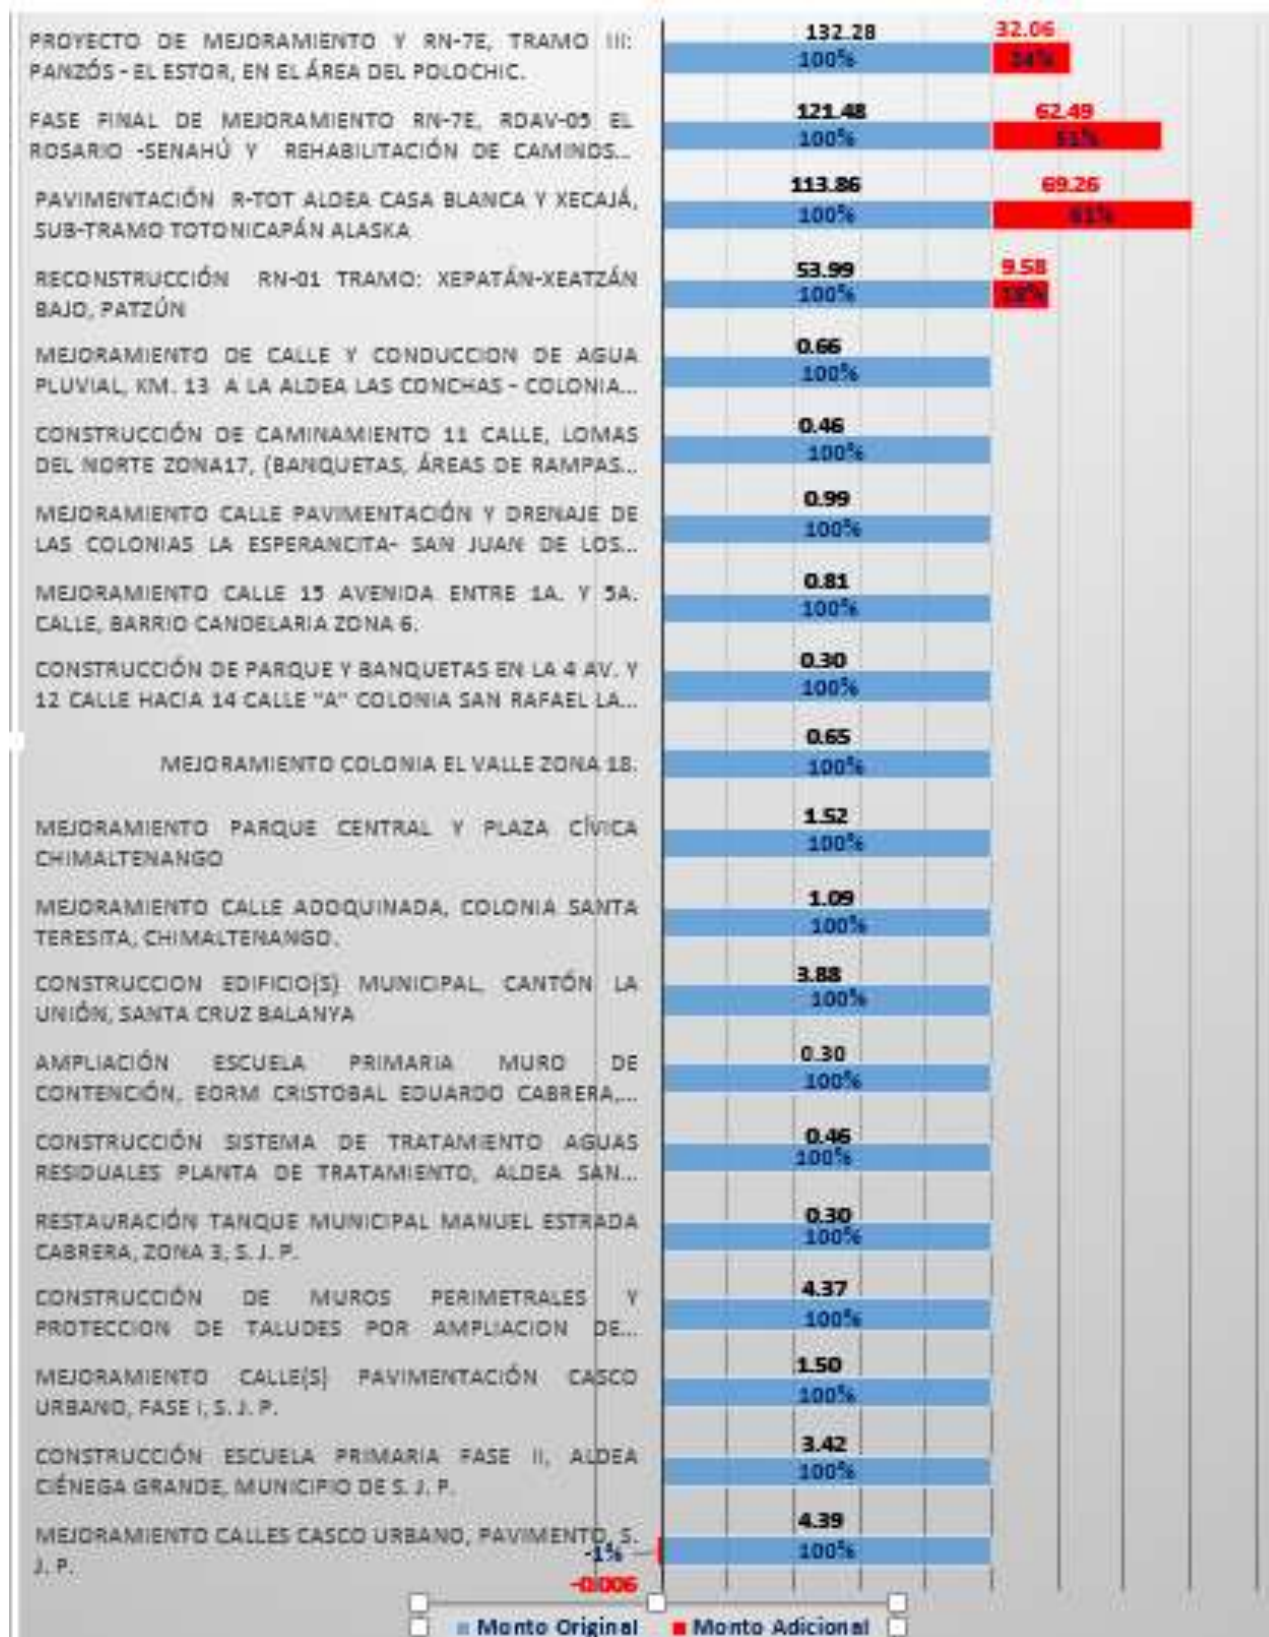 PROYECTO DE MEJORAMIENTO Y RN-7E, TRAMO III:
PANZÓS - EL ESTOR, EN EL ÁREA DEL POLOCHIC.
132.28
100%
32.06
24%
FASE FINAL DE MEJORAMIENTO RN-7E, RDAV-05 EL
ROSARIO -SENAHÚ Y REHABILITACIÓN DE CAMINOS...
121.48
100%
62.49
51%
PAVIMENTACIÓN R-TOT ALDEA CASA BLANCA Y XECAJÁ,
SUB-TRAMO TOTONICAPÁN ALASKA
113.86
100%
69.26
61%
RECONSTRUCCIÓN RN-01 TRAMO: XEPATÁN-XEATZÁN
BAJO, PATZÚN
53.99
100%
9.58
18%
MEJORAMIENTO DE CALLE Y CONDUCCION DE AGUA
PLUVIAL, KM. 13 A LA ALDEA LAS CONCHAS - COLONIA...
0.66
100%
CONSTRUCCIÓN DE CAMINAMIENTO 11 CALLE, LOMAS
DEL NORTE ZONA17, (BANQUETAS, ÁREAS DE RAMPAS...
0.46
100%
MEJORAMIENTO CALLE PAVIMENTACIÓN Y DRENAJE DE
LAS COLONIAS LA ESPERANCITA- SAN JUAN DE LOS...
0.99
100%
MEJORAMIENTO CALLE 15 AVENIDA ENTRE 1A. Y 5A.
CALLE, BARRIO CANDELARIA ZONA 6.
0.81
100%
CONSTRUCCIÓN DE PARQUE Y BANQUETAS EN LA 4 AV. Y
12 CALLE HACIA 14 CALLE "A" COLONIA SAN RAFAEL LA...
0.30
100%
MEJORAMIENTO COLONIA EL VALLE ZONA 18.
0.65
100%
MEJORAMIENTO PARQUE CENTRAL Y PLAZA CÍVICA
CHIMALTENANGO
1.52
100%
MEJORAMIENTO CALLE ADOQUINADA, COLONIA SANTA
TERESITA, CHIMALTENANGO.
1.09
100%
CONSTRUCCION EDIFICIO(S) MUNICIPAL, CANTÓN LA
UNIÓN, SANTA CRUZ BALANYA
3.88
100%
AMPLIACIÓN ESCUELA PRIMARIA MURO DE
CONTENCIÓN, EORM CRISTOBAL EDUARDO CABRERA,...
0.30
100%
CONSTRUCCIÓN SISTEMA DE TRATAMIENTO AGUAS
RESIDUALES PLANTA DE TRATAMIENTO, ALDEA SAN...
0.46
100%
RESTAURACIÓN TANQUE MUNICIPAL MANUEL ESTRADA
CABRERA, ZONA 3, S. J. P.
0.30
100%
CONSTRUCCIÓN DE MUROS PERIMETRALES Y
PROTECCION DE TALUDES POR AMPLIACION DE...
4.37
100%
MEJORAMIENTO CALLE(S) PAVIMENTACIÓN CASCO
URBANO, FASE I, S. J. P.
1.50
100%
CONSTRUCCIÓN ESCUELA PRIMARIA FASE II, ALDEA
CIÉNEGA GRANDE, MUNICIPIO DE S. J. P.
3.42
100%
MEJORAMIENTO CALLES CASCO URBANO, PAVIMENTO, S.
J. P.
4.39
100%
-1%
-0.006
Monto Original
Monto Adicional